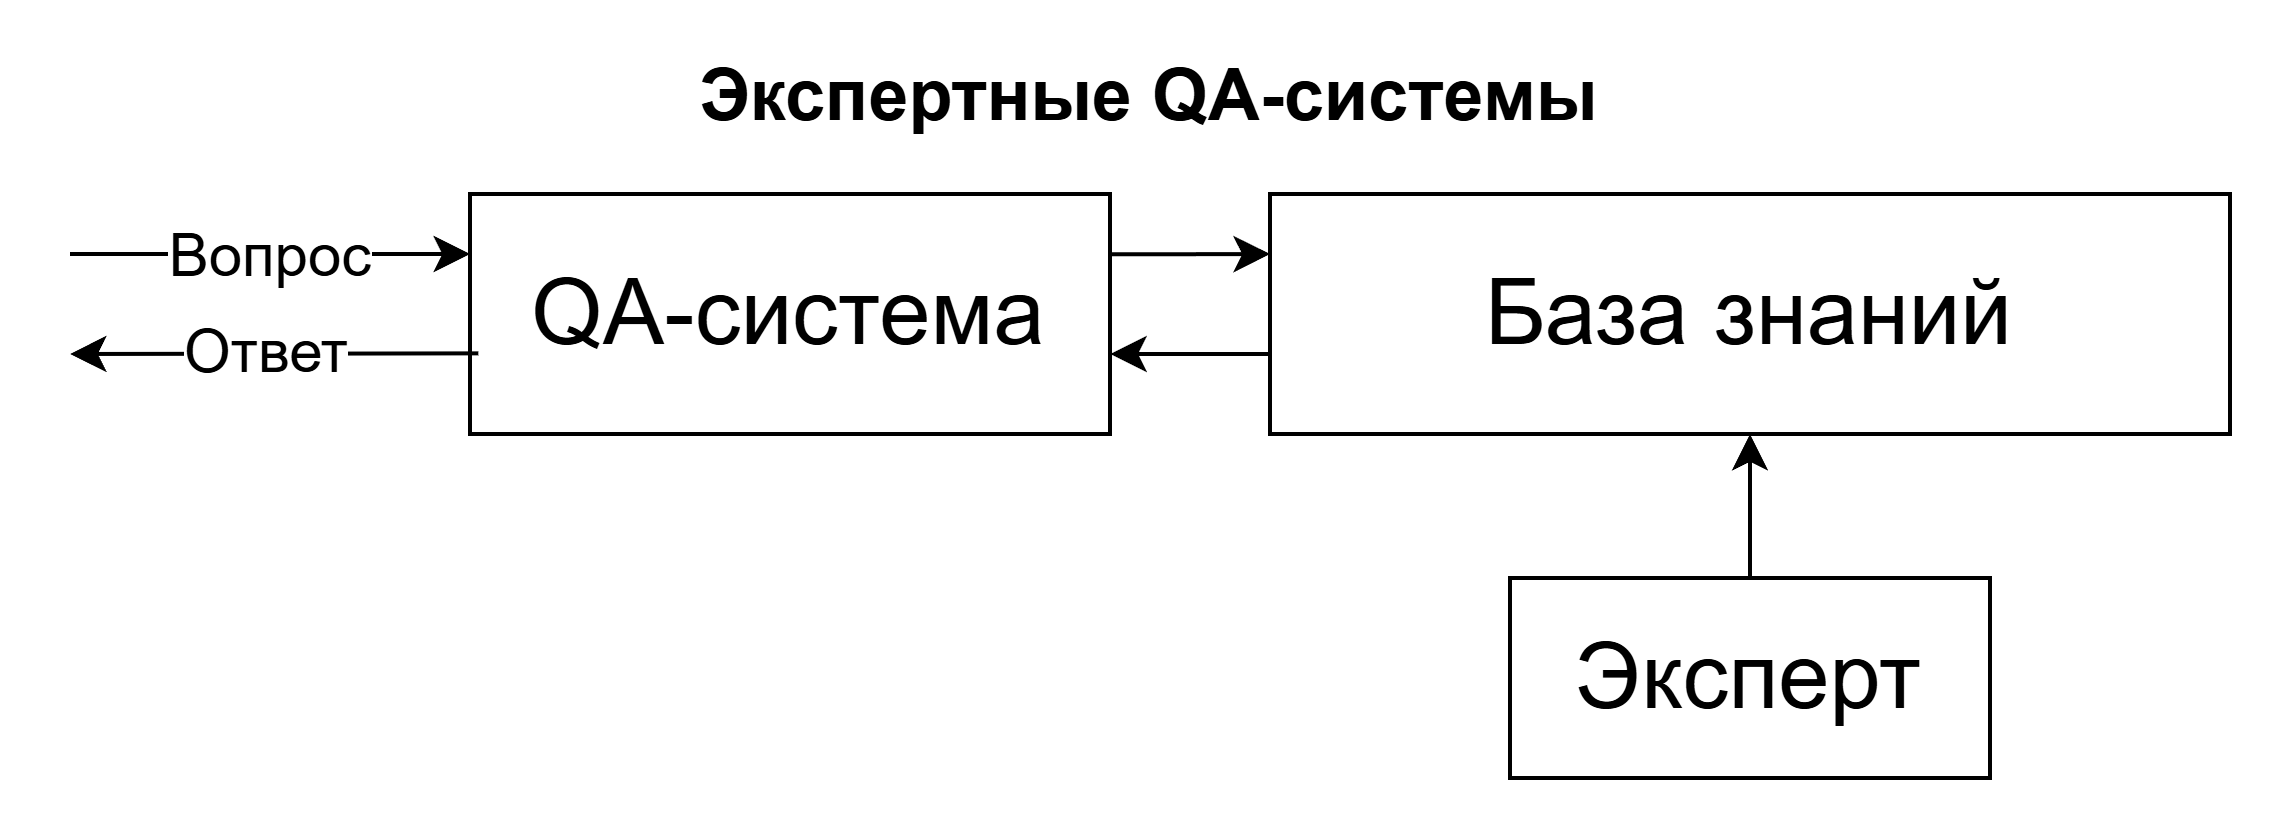 Экспертные QA-системы
Вопрос
Ответ
QA-система
База знаний
Эксперт